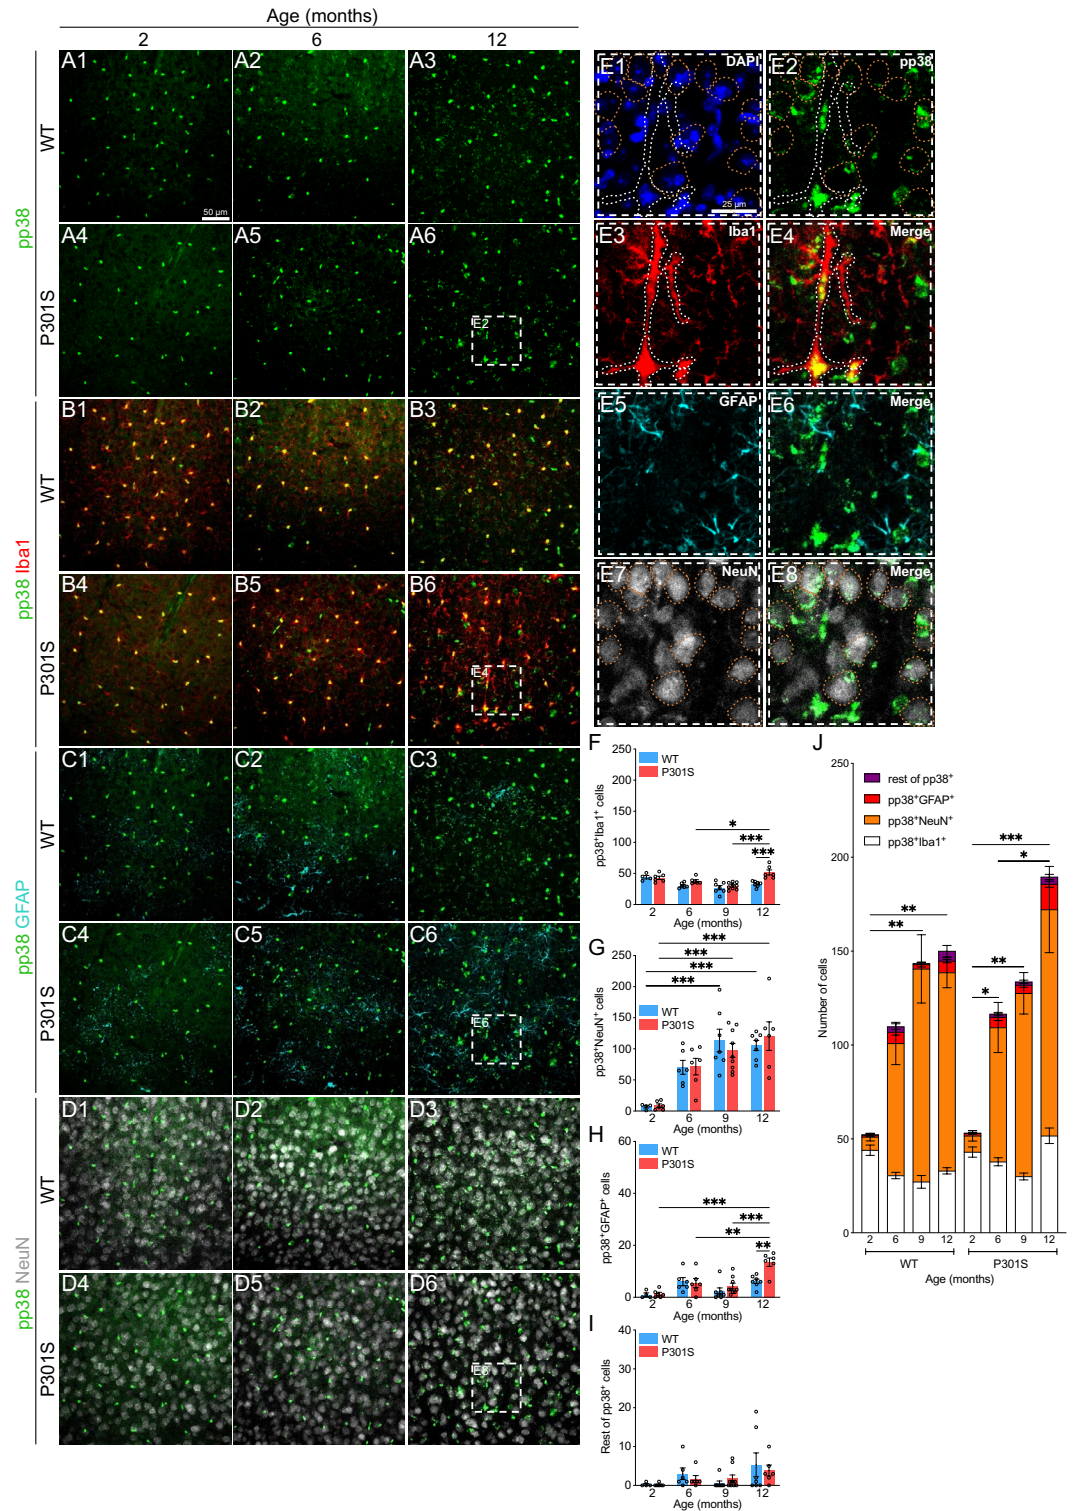 Age (months)
2 6 12
A1 A2 A3
WT
50 µm
pp38
A4 A5 A6
P301S
E2
B1 B2 B3
WT
pp38 Iba1
B4 B5 B6
P301S
E4
C1 C2 C3
WT
pp38 GFAP
C4 C5 C6
P301S
E6
D1 D2 D3
WT
pp38 NeuN
D4 D5 D6
P301S
E8
E1 DAPI E2 pp38
25 µm
E3 Iba1 E4 Merge
E5 GFAP E6 Merge
E7 NeuN E8 Merge
F
250
200
150
100
50
0
WT
P301S
*
***
***
pp38⁺Iba1⁺ cells
2 6 9 12
Age (months)
G
***
***
***
***
250
200
150
100
50
0
WT
P301S
pp38⁺NeuN⁺ cells
2 6 9 12
Age (months)
H
60
40
20
0
WT
P301S
***
***
**
**
pp38⁺GFAP⁺ cells
2 6 9 12
Age (months)
I
40
30
20
10
0
WT
P301S
Rest of pp38⁺ cells
2 6 9 12
Age (months)
J
250
200
150
100
50
0
rest of pp38⁺
pp38⁺GFAP⁺
pp38⁺NeuN⁺
pp38⁺Iba1⁺
***
*
**
**
**
*
Number of cells
2 6 9 12 2 6 9 12
WT P301S
Age (months)